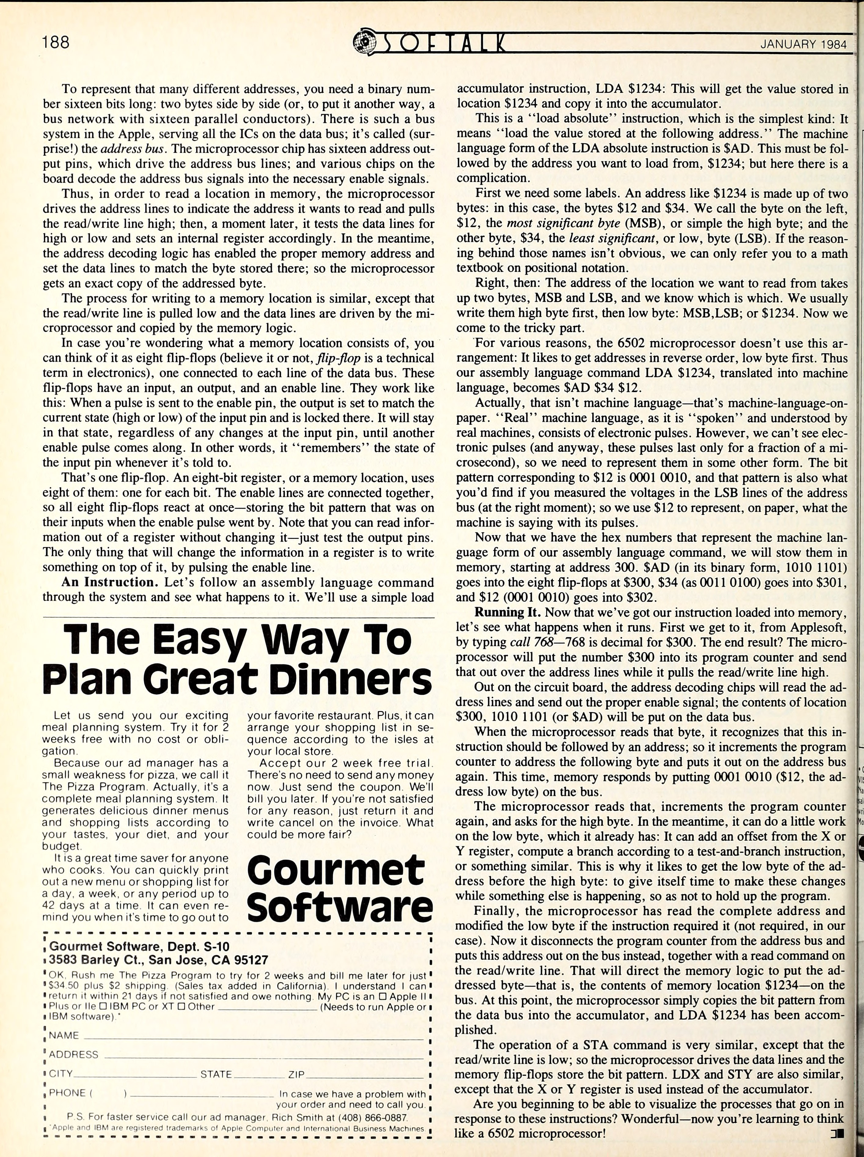 188
SOFTALK
JANUARY 1984
To represent that many different addresses, you need a binary num-
ber sixteen bits long: two bytes side by side (or, to put it another way, a
bus network with sixteen parallel conductors). There is such a bus
system in the Apple, serving all the ICs on the data bus; it's called (sur-
prise!) the address bus. The microprocessor chip has sixteen address out-
put pins, which drive the address bus lines; and various chips on the
board decode the address bus signals into the necessary enable signals.
Thus, in order to read a location in memory, the microprocessor
drives the address lines to indicate the address it wants to read and pulls
the read/write line high; then, a moment later, it tests the data lines for
high or low and sets an internal register accordingly. In the meantime,
the address decoding logic has enabled the proper memory address and
set the data lines to match the byte stored there; so the microprocessor
gets an exact copy of the addressed byte.
The process for writing to a memory location is similar, except that
the read/write line is pulled low and the data lines are driven by the mi-
croprocessor and copied by the memory logic.
In case you're wondering what a memory location consists of, you
can think of it as eight flip-flops (believe it or not, flip-flop is a technical
term in electronics), one connected to each line of the data bus. These
flip-flops have an input, an output, and an enable line. They work like
this: When a pulse is sent to the enable pin, the output is set to match the
current state (high or low) of the input pin and is locked there. It will stay
in that state, regardless of any changes at the input pin, until another
enable pulse comes along. In other words, it "remembers" the state of
the input pin whenever it's told to.
That's one flip-flop. An eight-bit register, or a memory location, uses
eight of them: one for each bit. The enable lines are connected together,
so all eight flip-flops react at once—storing the bit pattern that was on
their inputs when the enable pulse went by. Note that you can read infor-
mation out of a register without changing it—just test the output pins.
The only thing that will change the information in a register is to write
something on top of it, by pulsing the enable line.
An Instruction. Let's follow an assembly language command
through the system and see what happens to it. We'll use a simple load
accumulator instruction, LDA $1234: This will get the value stored in
location $1234 and copy it into the accumulator.
This is a "load absolute" instruction, which is the simplest kind: It
means "load the value stored at the following address." The machine
language form of the LDA absolute instruction is $AD. This must be fol-
lowed by the address you want to load from, $1234; but here there is a
complication.
First we need some labels. An address like $1234 is made up of two
bytes: in this case, the bytes $12 and $34. We call the byte on the left,
$12, the most significant byte (MSB), or simple the high byte; and the
other byte, $34, the least significant, or low, byte (LSB). If the reason-
ing behind those names isn't obvious, we can only refer you to a math
textbook on positional notation.
Right, then: The address of the location we want to read from takes
up two bytes, MSB and LSB, and we know which is which. We usually
write them high byte first, then low byte: MSB,LSB; or $1234. Now we
come to the tricky part.
For various reasons, the 6502 microprocessor doesn't use this ar-
rangement: It likes to get addresses in reverse order, low byte first. Thus
our assembly language command LDA $1234, translated into machine
language, becomes $AD $34 $12.
Actually, that isn't machine language—that's machine-language-on-
paper. "Real" machine language, as it is "spoken" and understood by
real machines, consists of electronic pulses. However, we can't see elec-
tronic pulses (and anyway, these pulses last only for a fraction of a mi-
crosecond), so we need to represent them in some other form. The bit
pattern corresponding to $12 is 0001 0010, and that pattern is also what
you'd find if you measured the voltages in the LSB lines of the address
bus (at the right moment); so we use $12 to represent, on paper, what the
machine is saying with its pulses.
Now that we have the hex numbers that represent the machine lan-
guage form of our assembly language command, we will stow them in
memory, starting at address 300. $AD (in its binary form, 1010 1101)
goes into the eight flip-flops at $300, $34 (as 0011 0100) goes into $301,
and $12 (0001 0010) goes into $302.
Running It. Now that we've got our instruction loaded into memory,
let's see what happens when it runs. First we get to it, from Applesoft,
by typing call 768—768 is decimal for $300. The end result? The micro-
processor will put the number $300 into its program counter and send
that out over the address lines while it pulls the read/write line high.
Out on the circuit board, the address decoding chips will read the ad-
dress lines and send out the proper enable signal; the contents of location
$300, 1010 1101 (or $AD) will be put on the data bus.
When the microprocessor reads that byte, it recognizes that this in-
struction should be followed by an address; so it increments the program
counter to address the following byte and puts it out on the address bus
again. This time, memory responds by putting 0001 0010 ($12, the ad-
dress low byte) on the bus.
The microprocessor reads that, increments the program counter
again, and asks for the high byte. In the meantime, it can do a little work
on the low byte, which it already has: It can add an offset from the X or
Y register, compute a branch according to a test-and-branch instruction,
or something similar. This is why it likes to get the low byte of the ad-
dress before the high byte: to give itself time to make these changes
while something else is happening, so as not to hold up the program.
Finally, the microprocessor has read the complete address and
modified the low byte if the instruction required it (not required, in our
case). Now it disconnects the program counter from the address bus and
puts this address out on the bus instead, together with a read command on
the read/write line. That will direct the memory logic to put the ad-
dressed byte—that is, the contents of memory location $1234—on the
bus. At this point, the microprocessor simply copies the bit pattern from
the data bus into the accumulator, and LDA $1234 has been accom-
plished.
The operation of a STA command is very similar, except that the
read/write line is low; so the microprocessor drives the data lines and the
memory flip-flops store the bit pattern. LDX and STY are also similar,
except that the X or Y register is used instead of the accumulator.
Are you beginning to be able to visualize the processes that go on in
response to these instructions? Wonderful—now you're learning to think
like a 6502 microprocessor!
The Easy Way To
Plan Great Dinners
Let us send you our exciting
meal planning system. Try it for 2
weeks free with no cost or obli-
gation.
Because our ad manager has a
small weakness for pizza, we call it
The Pizza Program. Actually, it's a
complete meal planning system. It
generates delicious dinner menus
and shopping lists according to
your tastes, your diet, and your
budget.
It is a great time saver for anyone
who cooks. You can quickly print
out a new menu or shopping list for
a day, a week, or any period up to
42 days at a time. It can even re-
mind you when it's time to go out to
your favorite restaurant. Plus, it can
arrange your shopping list in se-
quence according to the isles at
your local store.
Accept our 2 week free trial.
There's no need to send any money
now. Just send the coupon. We'll
bill you later. If you're not satisfied
for any reason, just return it and
write cancel on the invoice. What
could be more fair?
Gourmet
Software
Gourmet Software, Dept. S-10
3583 Barley Ct., San Jose, CA 95127
OK. Rush me The Pizza Program to try for 2 weeks and bill me later for just
$34.50 plus $2 shipping. (Sales tax added in California). I understand I can
return it within 21 days if not satisfied and owe nothing. My PC is an □ Apple II
Plus or IIe □ IBM PC or XT □ Other ____ (Needs to run Apple or
IBM software).*
NAME
ADDRESS
CITY STATE ZIP
PHONE ( ) In case we have a problem with
your order and need to call you.
P.S. For faster service call our ad manager, Rich Smith at (408) 866-0887.
*Apple and IBM are registered trademarks of Apple Computer and International Business Machines